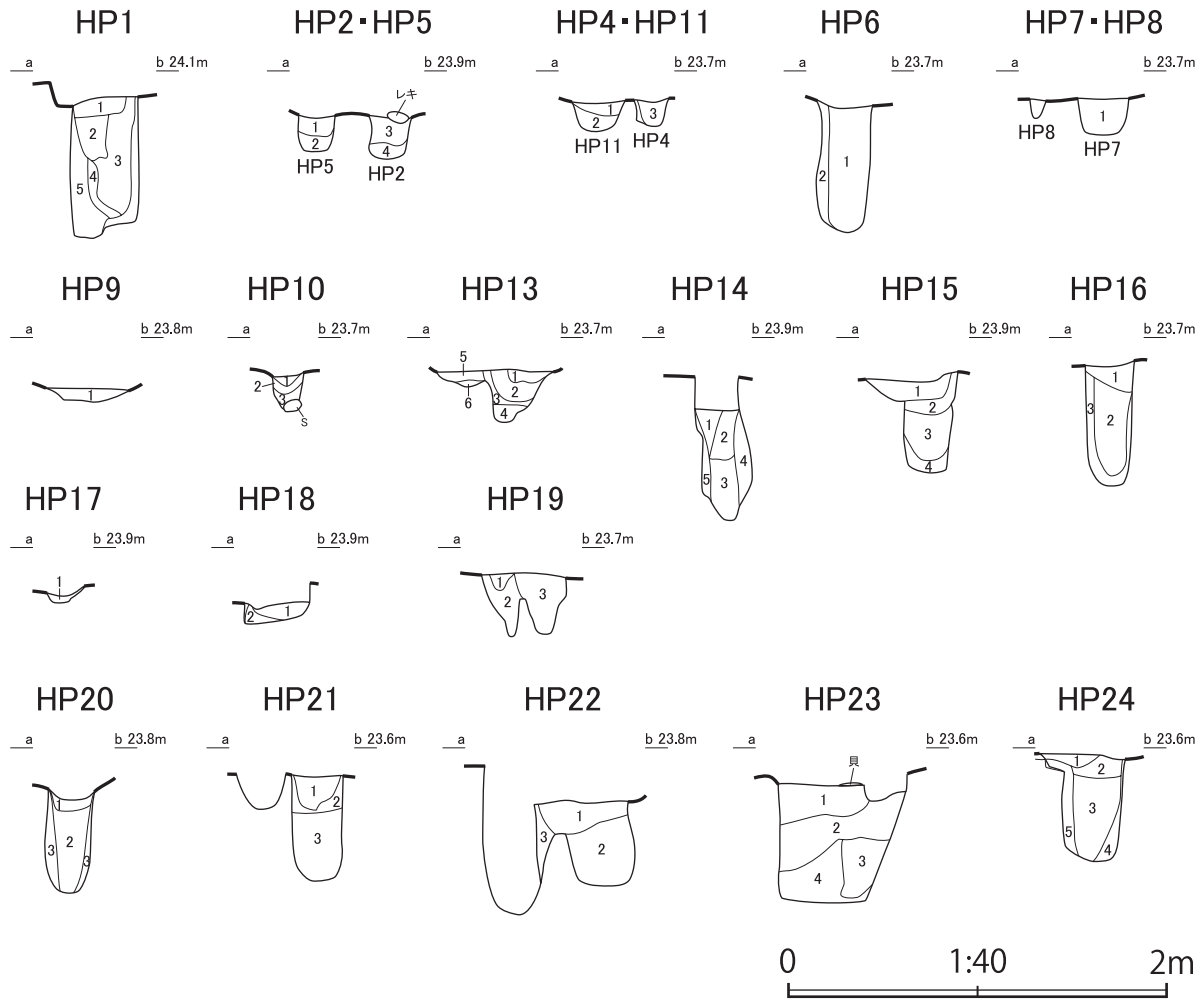 HP1 HP2・HP5 HP4・HP11 HP6 HP7・HP8
a b 24.1m a b 23.9m a b 23.7m a b 23.7m a b 23.7m
レキ
1 2 3 4 5
1 2 3 4
HP5 HP2
1 2 3
HP11 HP4
1 2
1
HP8 HP7
HP9 HP10 HP13 HP14 HP15 HP16
a b 23.8m a b 23.7m a b 23.7m a b 23.9m a b 23.9m a b 23.7m
1
1 2 3 S
5 6 1 2 3 4
1 2 3 4 5
1 2 3 4
1 2 3
HP17 HP18 HP19
a b 23.9m a b 23.9m a b 23.7m
1
2 1
1 2 3
HP20 HP21 HP22 HP23 HP24
a b 23.8m a b 23.6m a b 23.8m a b 23.6m a b 23.6m
1 2 3 3
1 2 3
1 2 3
貝
1 2 3 4
1 2 3 4 5
0 1:40 2m